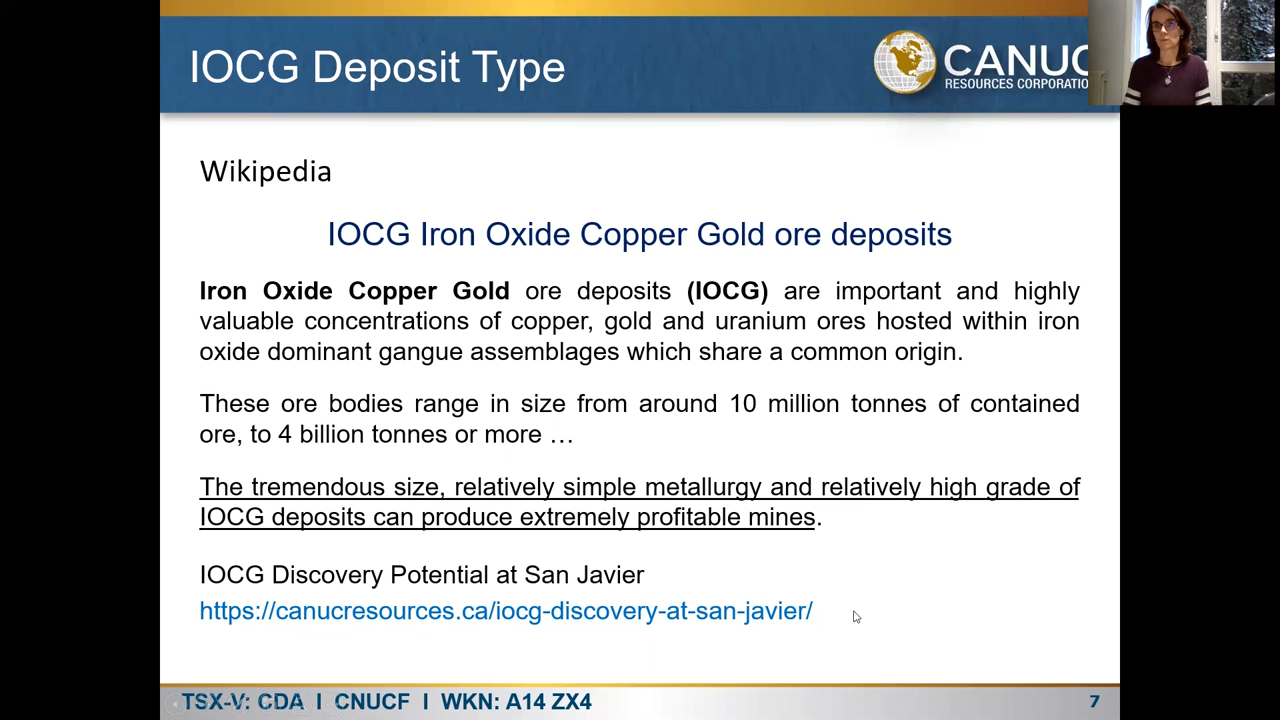 IOCG Deposit Type
CANUC
RESOURCES CORPORATIO
Wikipedia
IOCG Iron Oxide Copper Gold ore deposits
Iron Oxide Copper Gold ore deposits (IOCG) are important and highly
valuable concentrations of copper, gold and uranium ores hosted within iron
oxide dominant gangue assemblages which share a common origin.
These ore bodies range in size from around 10 million tonnes of contained
ore, to 4 billion tonnes or more …
The tremendous size, relatively simple metallurgy and relatively high grade of
IOCG deposits can produce extremely profitable mines.
IOCG Discovery Potential at San Javier
https://canucresources.ca/iocg-discovery-at-san-javier/
TSX-V: CDA I CNUCF I WKN: A14 ZX4
7